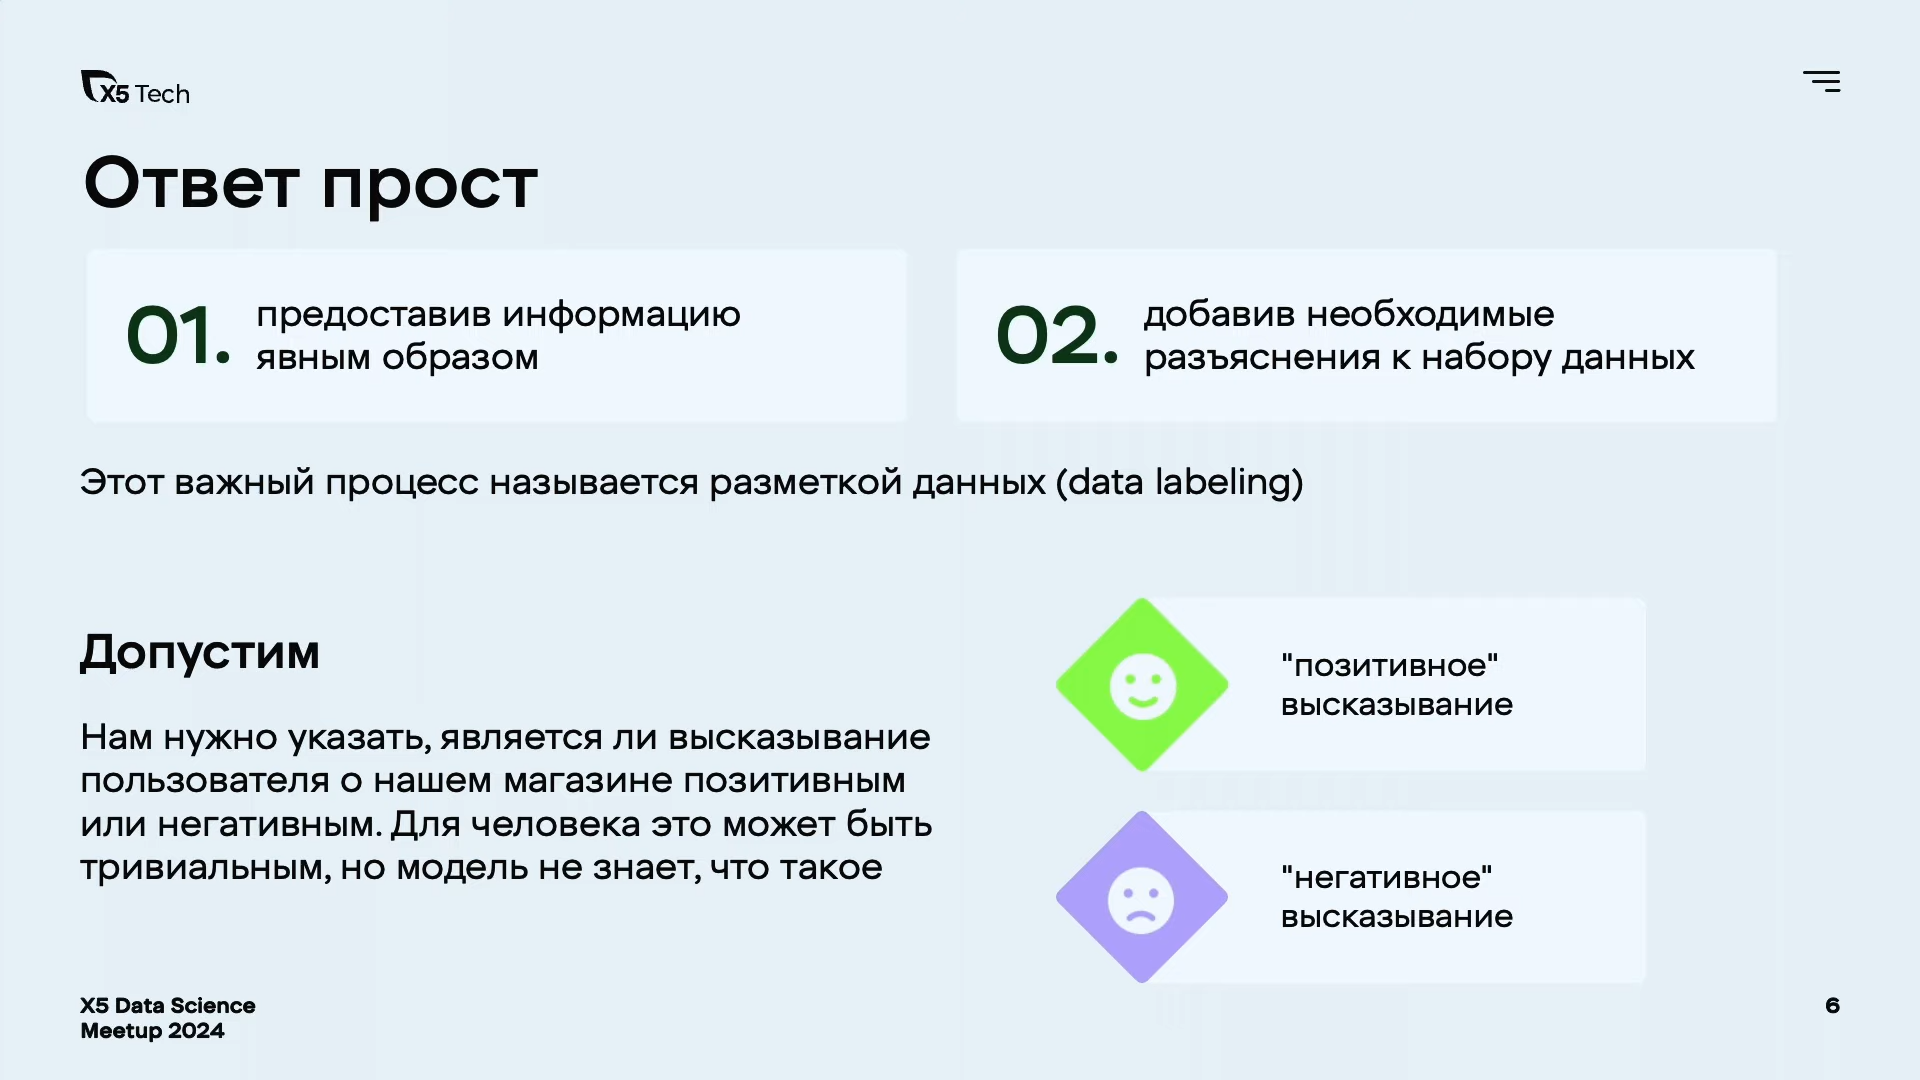 X5 Tech
Ответ прост
01.
предоставив информацию
явным образом
02.
добавив необходимые
разъяснения к набору данных
Этот важный процесс называется разметкой данных (data labeling)
Допустим
Нам нужно указать, является ли высказывание
пользователя о нашем магазине позитивным
или негативным. Для человека это может быть
тривиальным, но модель не знает, что такое
"позитивное"
высказывание
"негативное"
высказывание
X5 Data Science
Meetup 2024
6